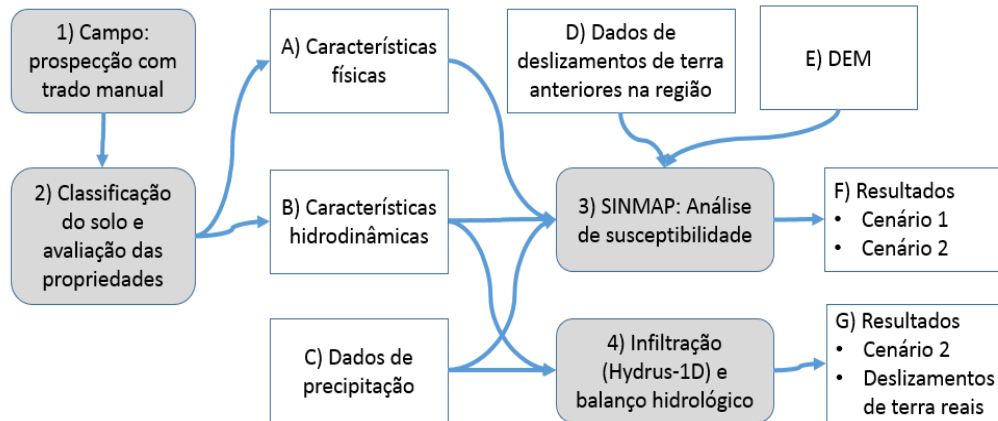 1) Campo:
prospecção com
trado manual
A) Características
físicas
D) Dados de
deslizamentos de terra
anteriores na região
E) DEM
2) Classificação
do solo e
avaliação das
propriedades
B) Características
hidrodinâmicas
3) SINMAP: Análise
de susceptibilidade
F) Resultados
• Cenário 1
• Cenário 2
C) Dados de
precipitação
4) Infiltração
(Hydrus-1D) e
balanço hidrológico
G) Resultados
• Cenário 2
• Deslizamentos
de terra reais